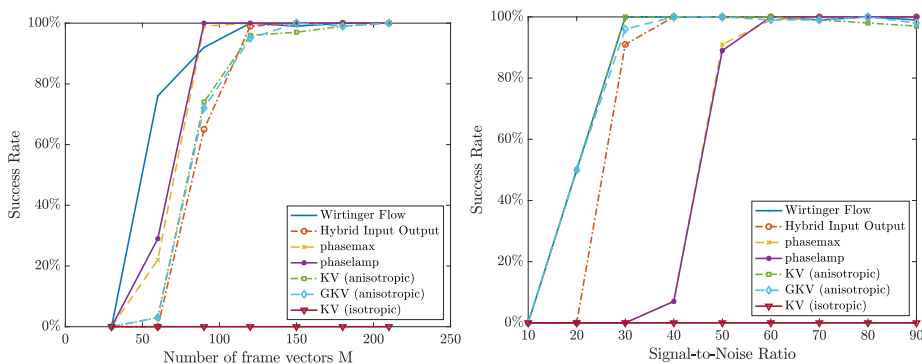 100%
80%
60%
40%
20%
0%
Success Rate
0
50
100
150
200
250
Number of frame vectors M
Wirtinger Flow
Hybrid Input Output
phasemax
phaselamp
KV (anisotropic)
GKV (anisotropic)
KV (isotropic)
100%
80%
60%
40%
20%
0%
Success Rate
10
20
30
40
50
60
70
80
90
Signal-to-Noise Ratio
Wirtinger Flow
Hybrid Input Output
phasemax
phaselamp
KV (anisotropic)
GKV (anisotropic)
KV (isotropic)